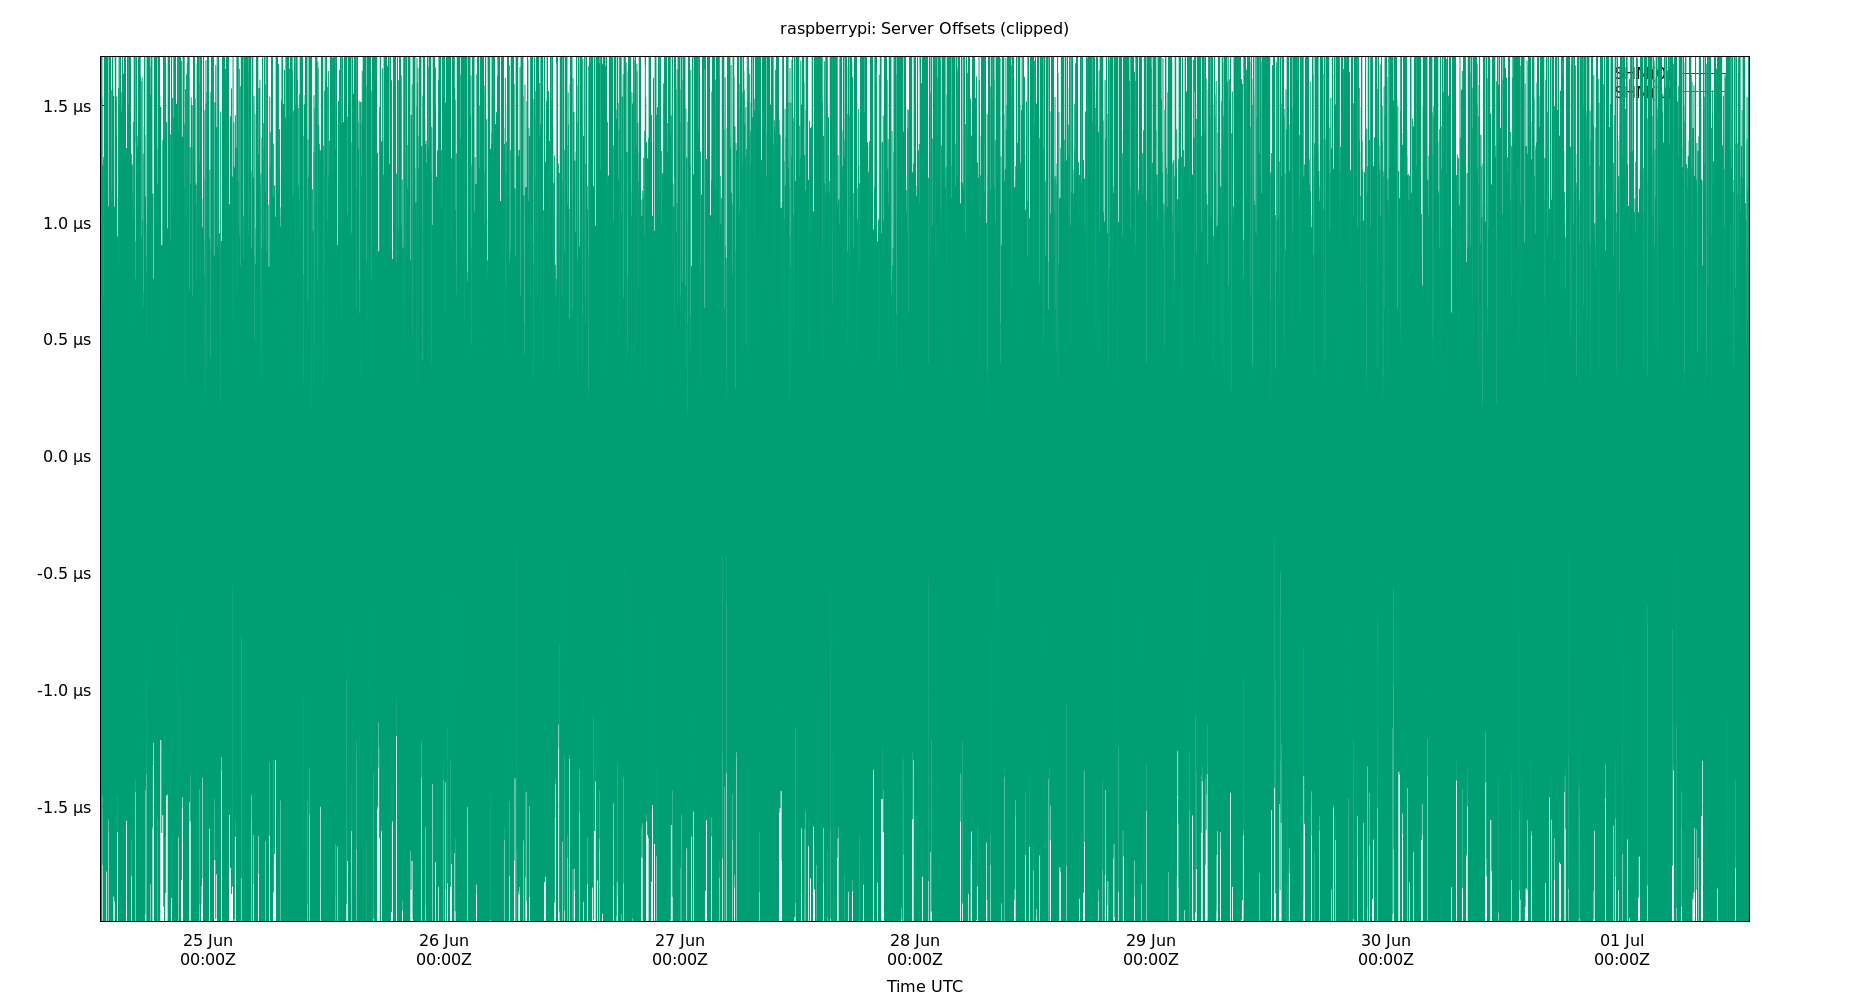 raspberrypi: Server Offsets (clipped)
SHM(0)
1.5 µs
1.0 µs
0.5 µs
0.0 µs
-0.5 µs
-1.0 µs
-1.5 µs
25 Jun 26 Jun 27 Jun 28 Jun 29 Jun 30 Jun 01 Jul
00:00Z 00:00Z 00:00Z 00:00Z 00:00Z 00:00Z 00:00Z
Time UTC